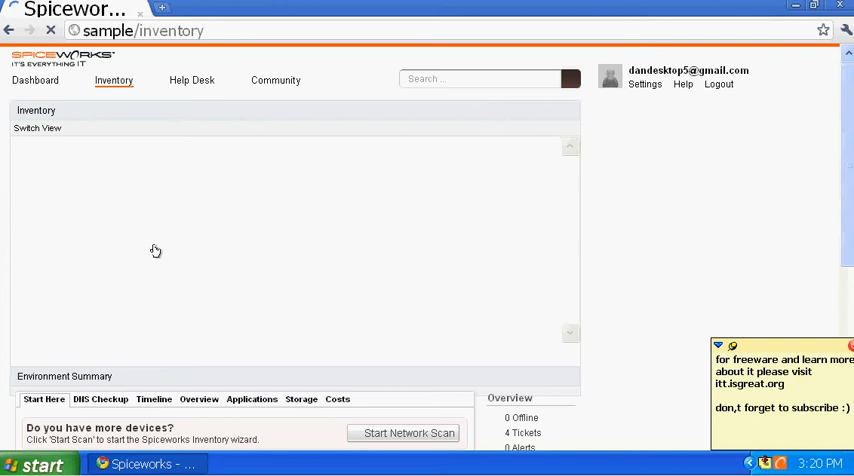 Spicewor...
sample/inventory
SPICEWORKS
IT'S EVERYTHING IT
Dashboard Inventory Help Desk Community
Search ...
dandesktop5@gmail.com
Settings Help Logout
Inventory
Switch View
Environment Summary
Start Here DNS Checkup Timeline Overview Applications Storage Costs
Do you have more devices?
Click 'Start Scan' to start the Spiceworks Inventory wizard.
Start Network Scan
Overview
0 Offline
4 Tickets
0 Alerts
for freeware and learn more
about it please visit
itt.isgreat.org
don,t forget to subscribe :)
start
Spiceworks - ...
3:20 PM